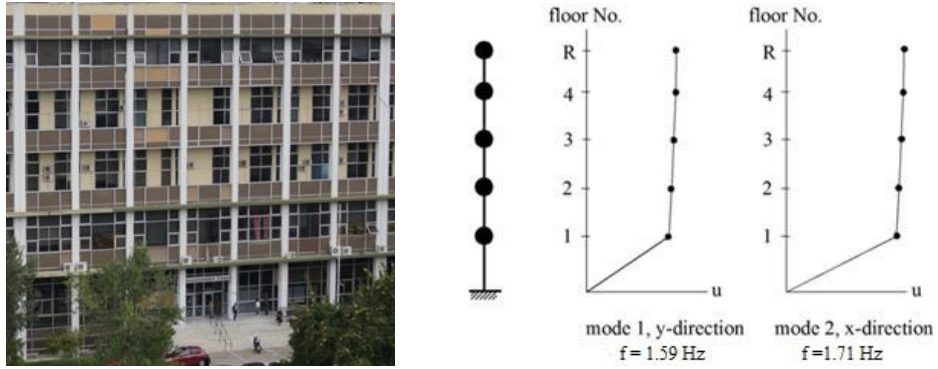 floor No.
R
4
3
2
1
u
mode 1, y-direction
f = 1.59 Hz
floor No.
R
4
3
2
1
u
mode 2, x-direction
f =1.71 Hz